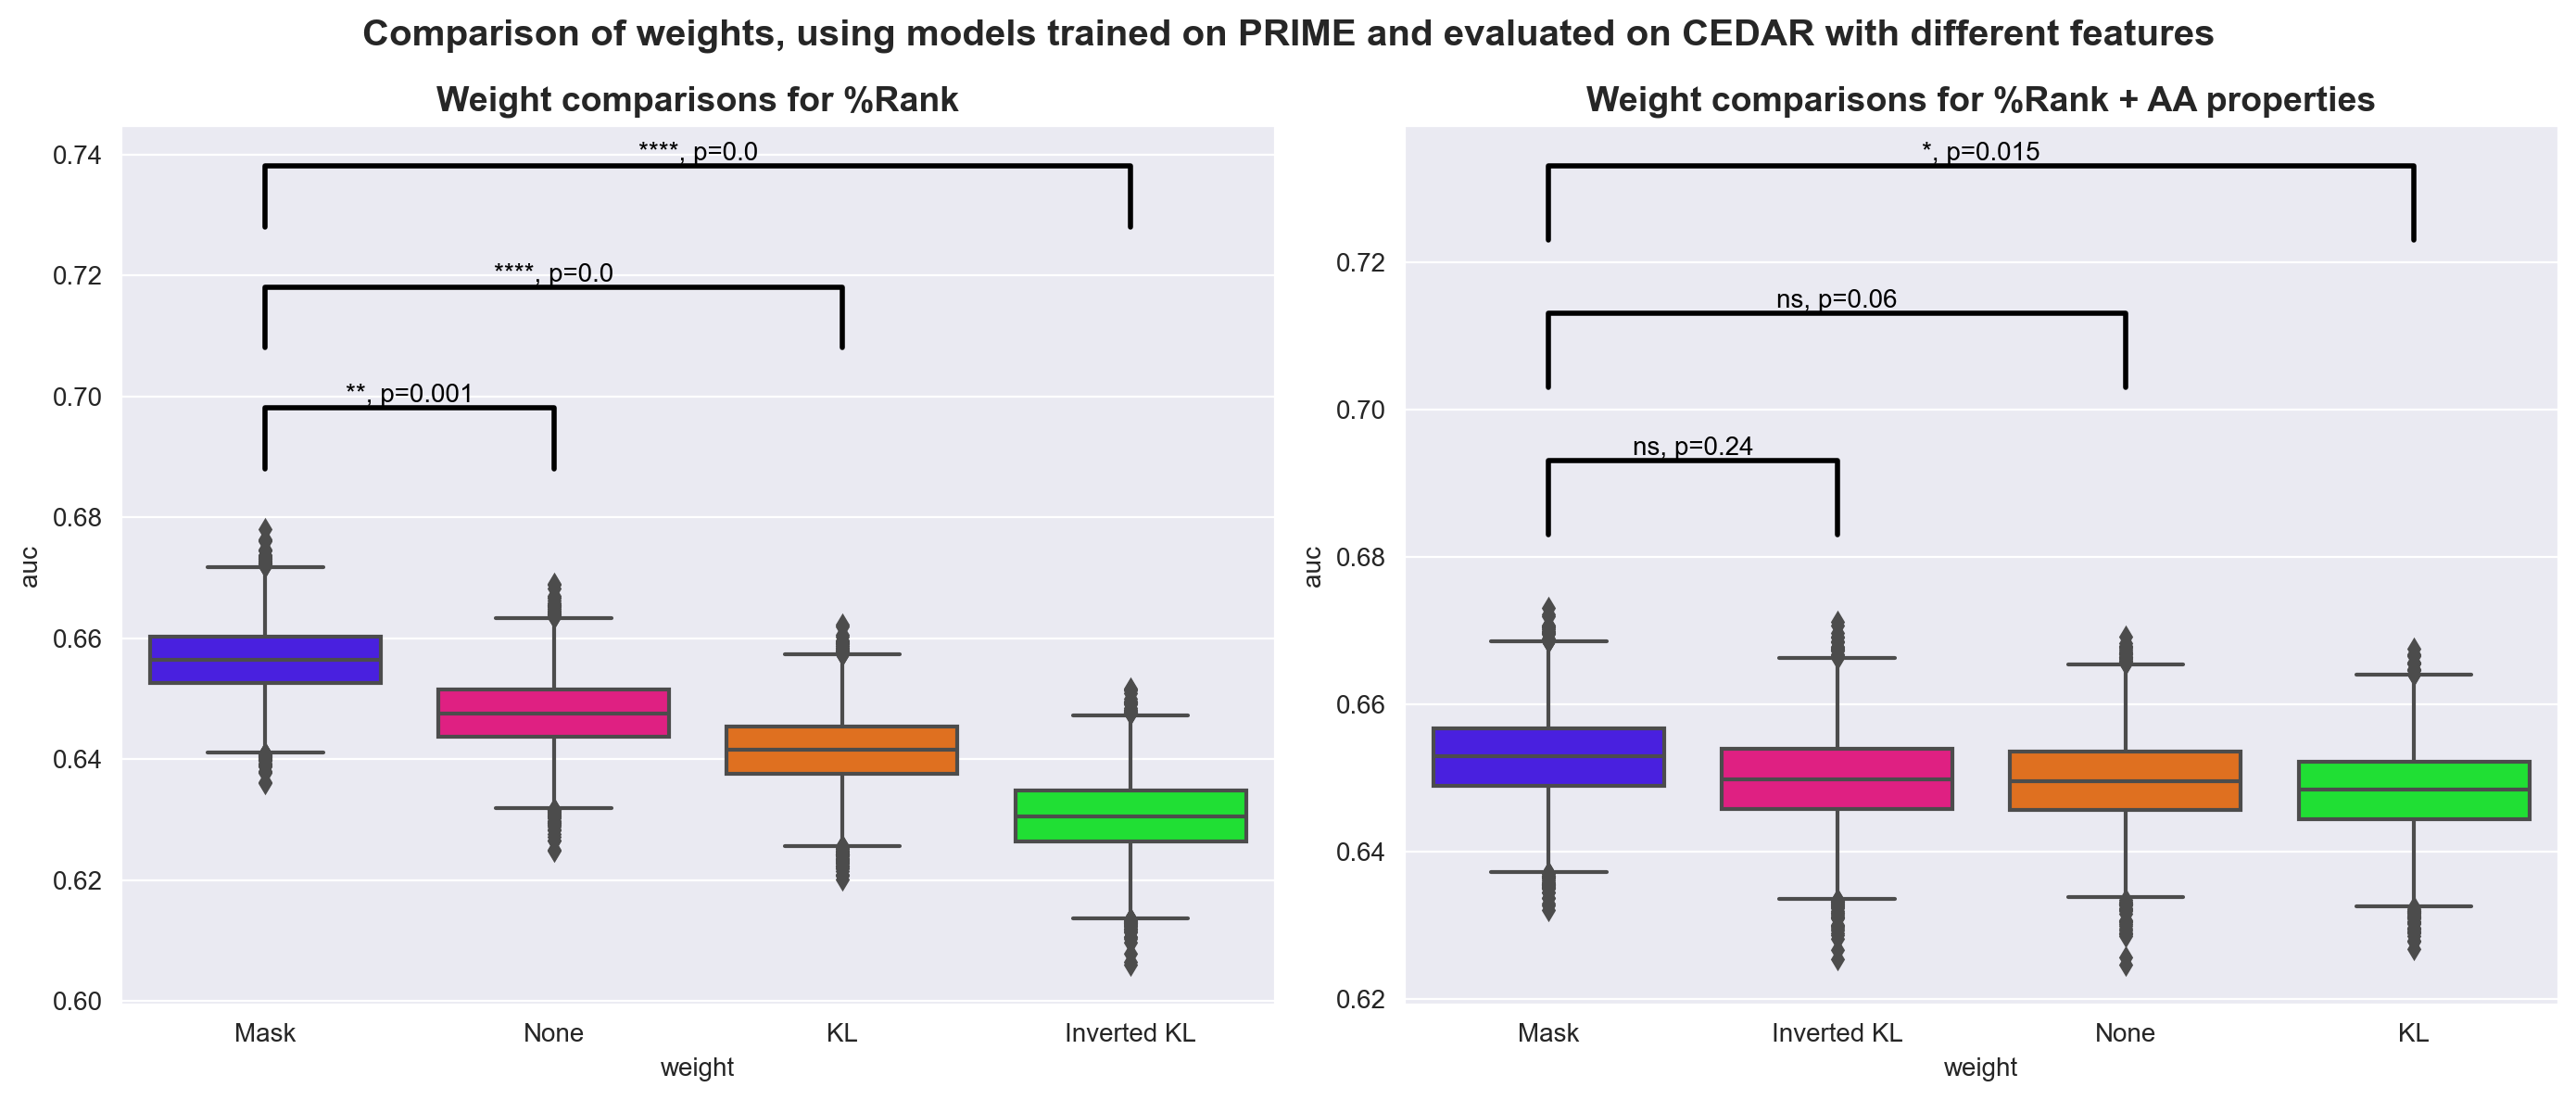 Comparison of weights, using models trained on PRIME and evaluated on CEDAR with different features
Weight comparisons for %Rank
0.74
0.72
0.70
0.68
0.66
0.64
0.62
0.60
auc
****, p=0.0
****, p=0.0
**, p=0.001
Mask
None
KL
Inverted KL
weight
Weight comparisons for %Rank + AA properties
0.72
0.70
0.68
0.66
0.64
0.62
auc
*, p=0.015
ns, p=0.06
ns, p=0.24
Mask
Inverted KL
None
KL
weight